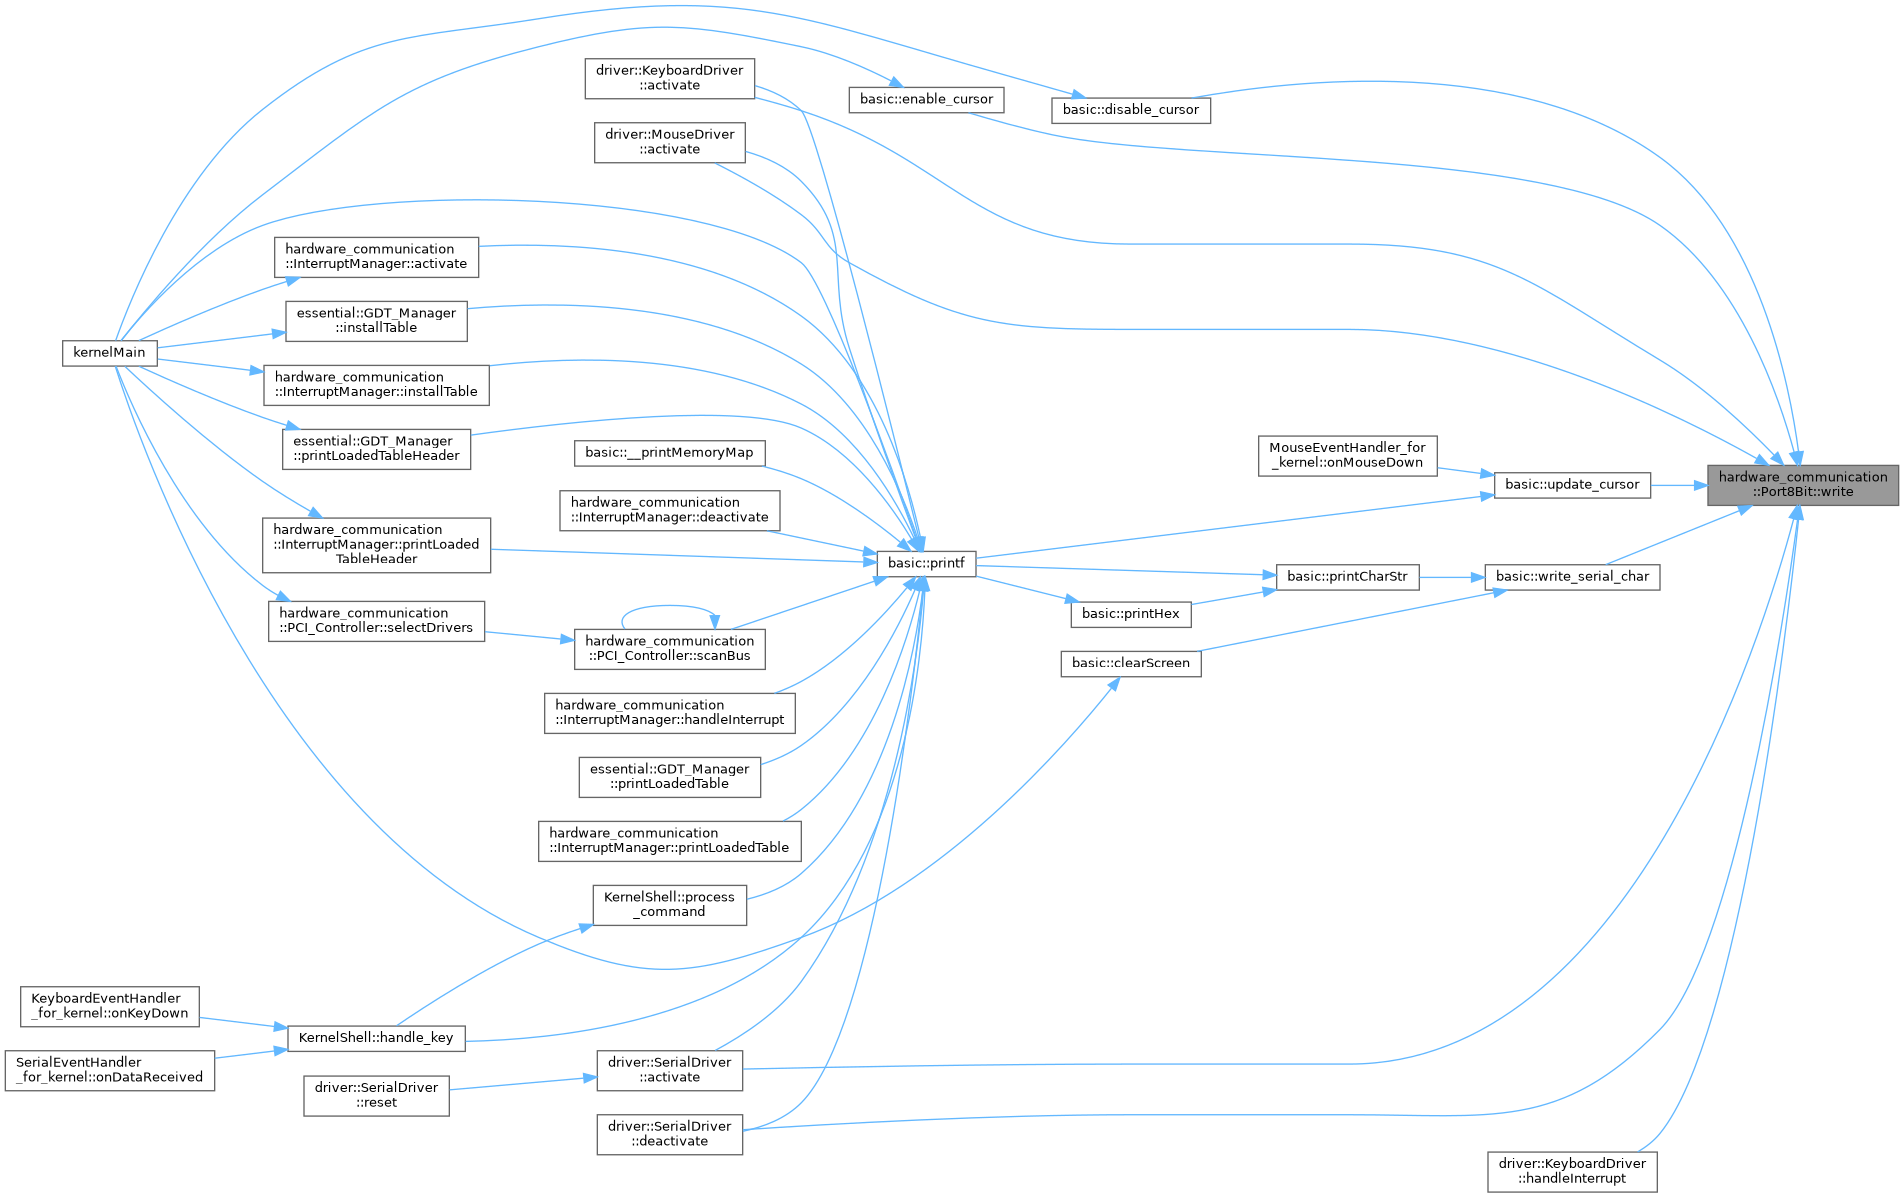 driver::KeyboardDriver
::activate
basic::enable_cursor
basic::disable_cursor
driver::MouseDriver
::activate
hardware_communication
::InterruptManager::activate
essential::GDT_Manager
::installTable
kernelMain
hardware_communication
::InterruptManager::installTable
essential::GDT_Manager
::printLoadedTableHeader
basic::__printMemoryMap
MouseEventHandler_for
_kernel::onMouseDown
basic::update_cursor
hardware_communication
::Port8Bit::write
hardware_communication
::InterruptManager::deactivate
hardware_communication
::InterruptManager::printLoaded
TableHeader
basic::printf
basic::printCharStr
basic::write_serial_char
hardware_communication
::PCI_Controller::selectDrivers
basic::printHex
hardware_communication
::PCI_Controller::scanBus
basic::clearScreen
hardware_communication
::InterruptManager::handleInterrupt
essential::GDT_Manager
::printLoadedTable
hardware_communication
::InterruptManager::printLoadedTable
KernelShell::process
_command
KeyboardEventHandler
_for_kernel::onKeyDown
KernelShell::handle_key
SerialEventHandler
_for_kernel::onDataReceived
driver::SerialDriver
::activate
driver::SerialDriver
::reset
driver::SerialDriver
::deactivate
driver::KeyboardDriver
::handleInterrupt